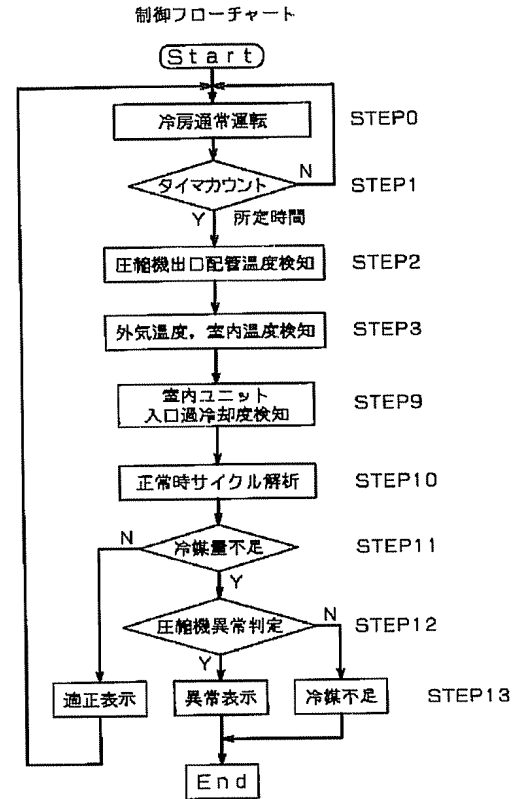 制御フローチャート
Start
冷房通常運転
STEP0
N
タイマカウント
STEP1
Y
所定時間
圧縮機出口配管温度検知
STEP2
外気温度，室内温度検知
STEP3
室内ユニット
入口過冷却度検知
STEP9
正常時サイクル解析
STEP10
N
冷媒量不足
STEP11
Y
圧縮機異常判定
N
STEP12
Y
適正表示
異常表示
冷媒不足
STEP13
End